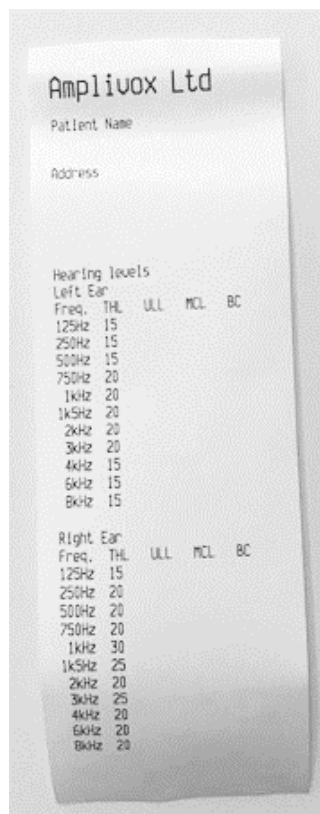 Amplivox Ltd
Patient Name
Address
Hearing levels
Left Ear
Freq. THL ULL MCL BC
125Hz 15
250Hz 15
500Hz 15
750Hz 20
1kHz 20
1k5Hz 20
2kHz 20
3kHz 20
4kHz 15
6kHz 15
8kHz 15
Right Ear
Freq. THL ULL MCL BC
125Hz 15
250Hz 20
500Hz 20
750Hz 20
1kHz 30
1k5Hz 25
2kHz 20
3kHz 25
4kHz 20
6kHz 20
8kHz 20